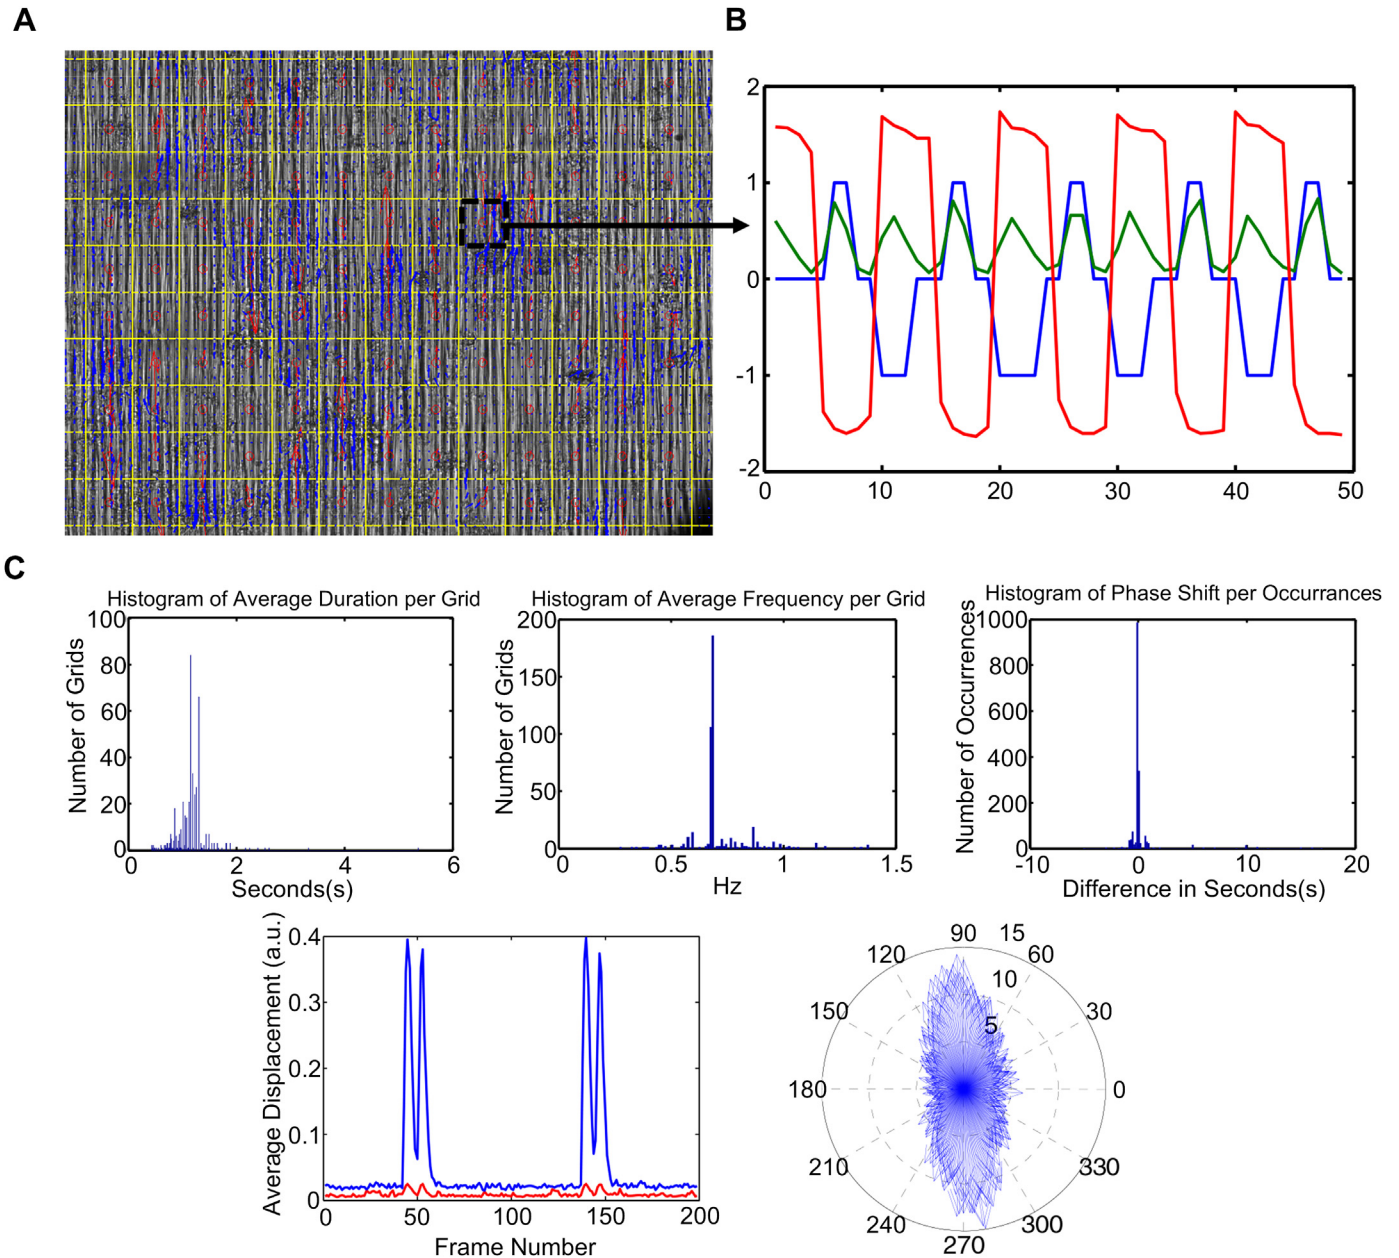 A
B
2
1
0
-1
-2
0 10 20 30 40 50
C
Histogram of Average Duration per Grid
Number of Grids
100
80
60
40
20
0
0 2 4 6
Seconds(s)
Histogram of Average Frequency per Grid
Number of Grids
200
150
100
50
0
0 0.5 1 1.5
Hz
Histogram of Phase Shift per Occurrances
Number of Occurrences
1000
800
600
400
200
0
-10 0 10 20
Difference in Seconds(s)
Average Displacement (a.u.)
0.4
0.3
0.2
0.1
0
0 50 100 150 200
Frame Number
90 15
120 60
10
150 30
5
180 0
210 330
240 300
270